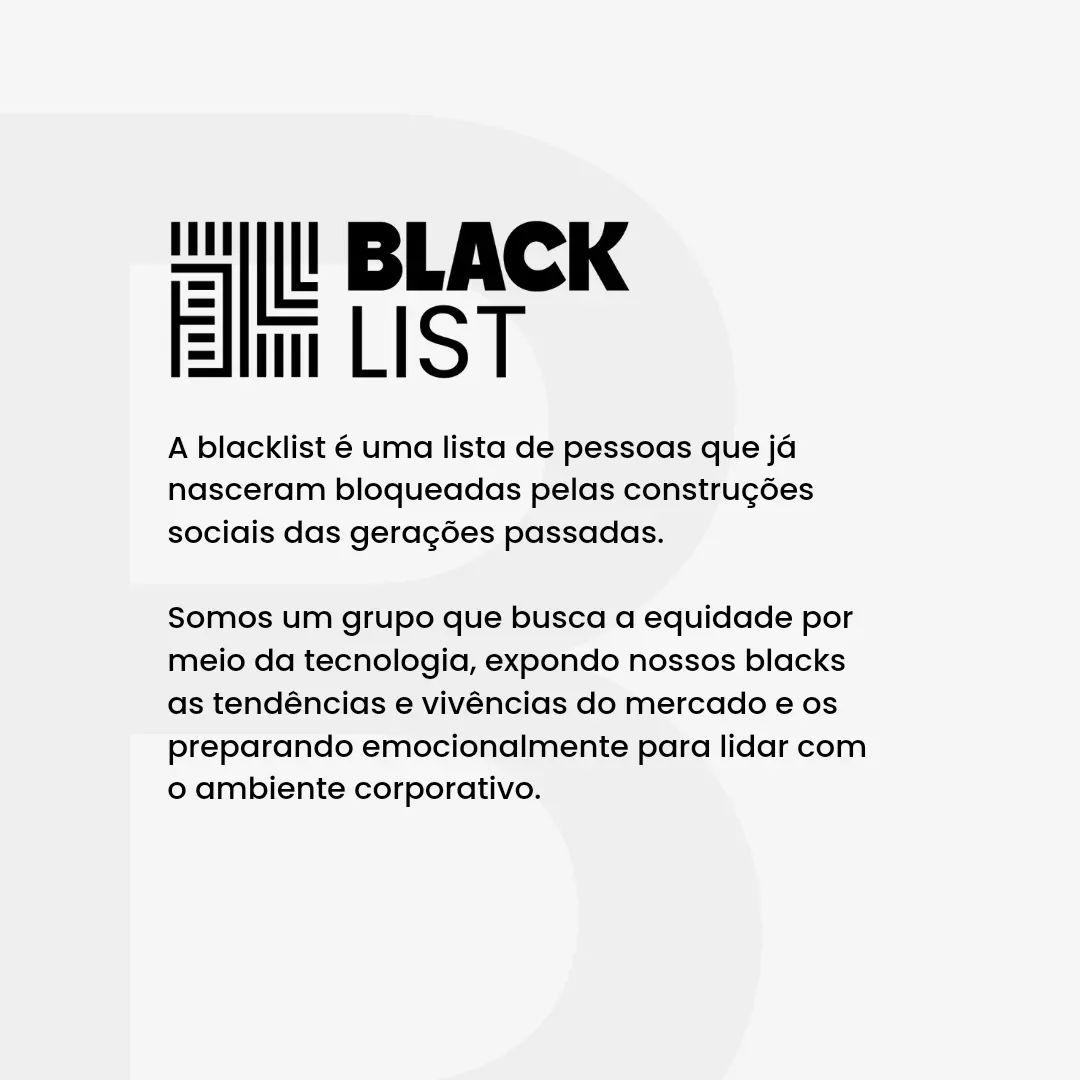 BLACK
LIST
A blacklist é uma lista de pessoas que já
nasceram bloqueadas pelas construções
sociais das gerações passadas.
Somos um grupo que busca a equidade por
meio da tecnologia, expondo nossos blacks
as tendências e vivências do mercado e os
preparando emocionalmente para lidar com
o ambiente corporativo.